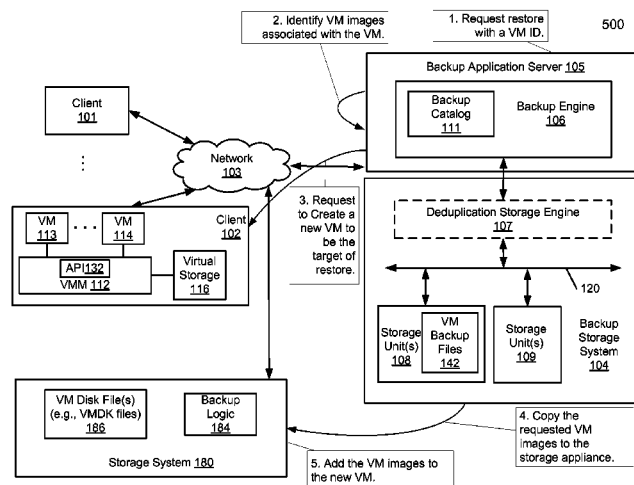 2. Identify VM images
associated with the VM.
1. Request restore
with a VM ID.
500
Backup Application Server 105
Backup
Catalog
111
Backup Engine
106
Client
101
Network
103
3. Request
to Create a
new VM to
be the
target of
restore.
Deduplication Storage Engine
107
VM
113
VM
114
Client
102
API132
VMM 112
Virtual
Storage
116
120
Storage
Unit(s)
108
VM
Backup
Files
142
Storage
Unit(s)
109
Backup
Storage
System
104
VM Disk File(s)
(e.g., VMDK files)
186
Backup
Logic
184
Storage System 180
4. Copy the
requested VM
images to the
storage appliance.
5. Add the VM images to
the new VM.